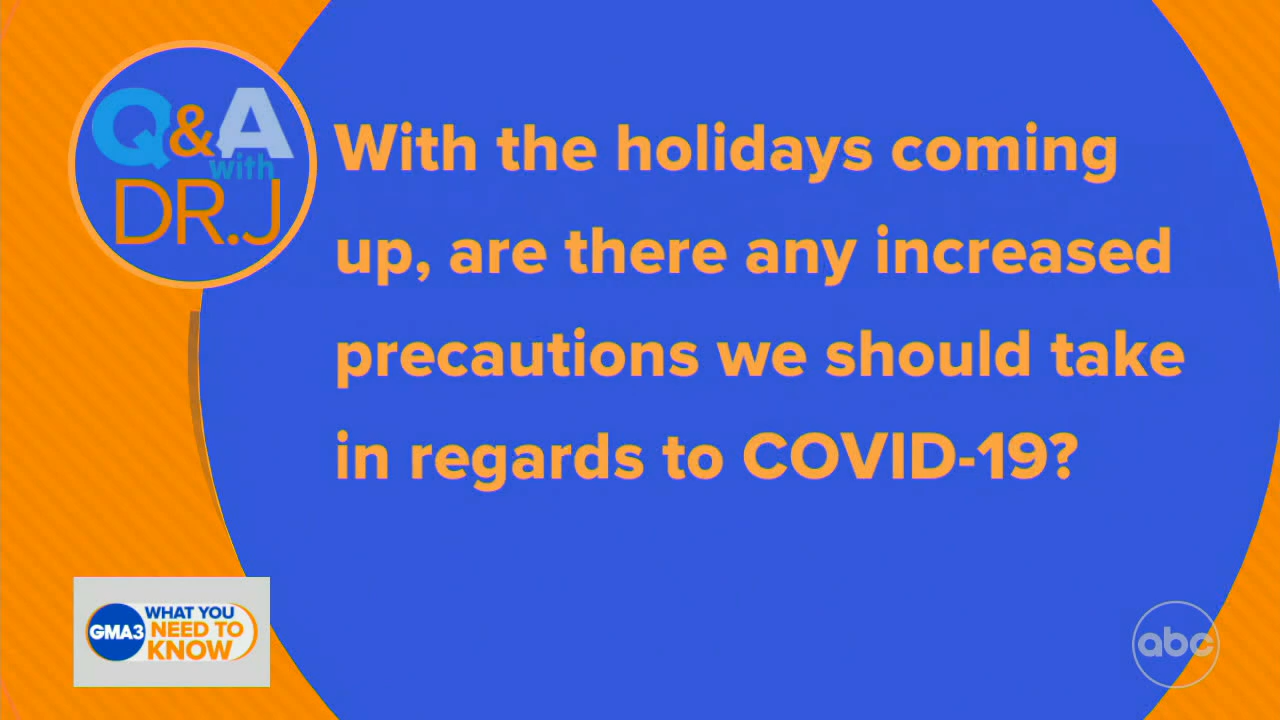 Q&A
with
DR.J
With the holidays coming
up, are there any increased
precautions we should take
in regards to COVID-19?
GMA3
WHAT YOU
NEED TO
KNOW
abc